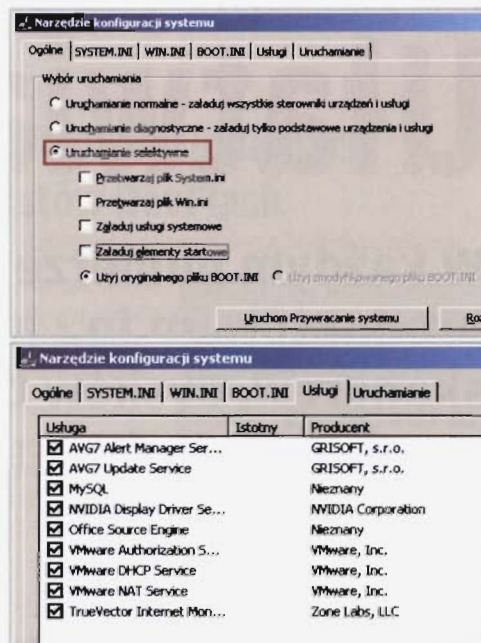 Narzędzie konfiguracji systemu
Ogólne SYSTEM.INI WIN.INI BOOT.INI Usługi Uruchamianie
Wybór uruchamiania
Uruchamianie normalne - załaduj wszystkie sterowniki urządzeń i usługi
Uruchamianie diagnostyczne - załaduj tylko podstawowe urządzenia i usługi
Uruchamianie selektywne
Przetwarzaj plik System.ini
Przetwarzaj plik Win.ini
Załaduj usługi systemowe
Załaduj elementy startowe
Użyj oryginalnego pliku BOOT.INI Użyj zmodyfikowanego pliku BOOT.INI
Uruchom Przywracanie systemu
Narzędzie konfiguracji systemu
Ogólne SYSTEM.INI WIN.INI BOOT.INI Usługi Uruchamianie
Usługa Istotny Producent
AVG7 Alert Manager Ser... GRISOFT, s.r.o.
AVG7 Update Service GRISOFT, s.r.o.
MySQL Nieznany
NVIDIA Display Driver Se... NVIDIA Corporation
Office Source Engine Nieznany
VMware Authorization S... VMware, Inc.
VMware DHCP Service VMware, Inc.
VMware NAT Service VMware, Inc.
TrueVector Internet Mon... Zone Labs, LLC